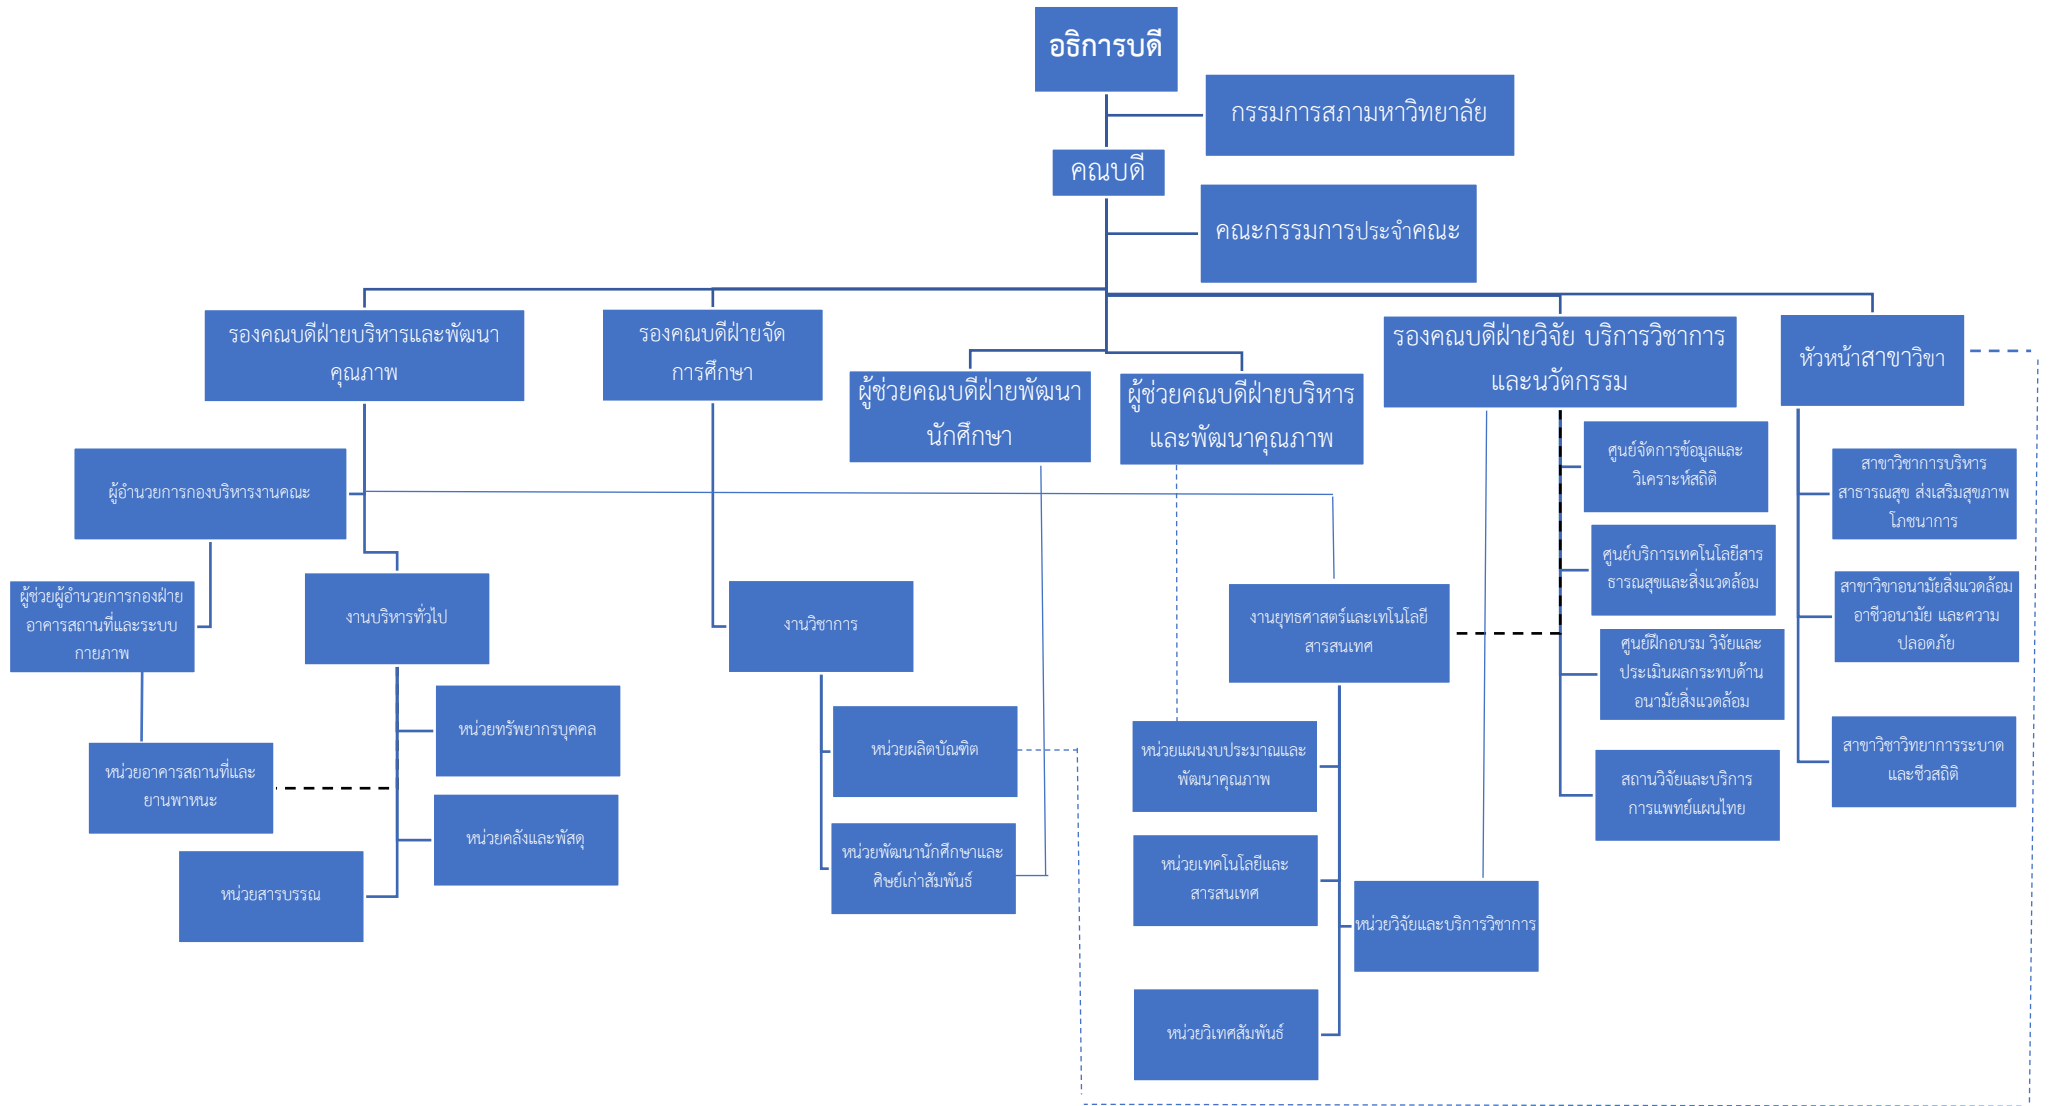 อธิการบดี
กรรมการสภามหาวิทยาลัย
คณบดี
คณะกรรมการประจำคณะ
รองคณบดีฝ่ายบริหารและพัฒนา
คุณภาพ
รองคณบดีฝ่ายจัด
การศึกษา
ผู้ช่วยคณบดีฝ่ายพัฒนา
นักศึกษา
ผู้ช่วยคณบดีฝ่ายบริหาร
และพัฒนาคุณภาพ
รองคณบดีฝ่ายวิจัย บริการวิชาการ
และนวัตกรรม
หัวหน้าสาขาวิขา
ผู้อำนวยการกองบริหารงานคณะ
ผู้ช่วยผู้อำนวยการกองฝ่าย
อาคารสถานที่และระบบ
กายภาพ
งานบริหารทั่วไป
หน่วยทรัพยากรบุคคล
หน่วยอาคารสถานที่และ
ยานพาหนะ
หน่วยคลังและพัสดุ
หน่วยสารบรรณ
งานวิชาการ
หน่วยผลิตบัณฑิต
หน่วยพัฒนานักศึกษาและ
ศิษย์เก่าสัมพันธ์
งานยุทธศาสตร์และเทโนโลยี
สารสนเทศ
หน่วยแผนงบประมาณและ
พัฒนาคุณภาพ
หน่วยเทคโนโลยีและ
สารสนเทศ
หน่วยวิจัยและบริการวิชาการ
หน่วยวิเทศสัมพันธ์
ศูนย์จัดการข้อมูลและ
วิเคราะห์สถิติ
ศูนย์บริการเทคโนโลยีสาร
ธารณสุขและสิ่งแวดล้อม
ศูนย์ฝึกอบรม วิจัยและ
ประเมินผลกระทบด้าน
อนามัยสิ่งแวดล้อม
สถานวิจัยและบริการ
การแพทย์แผนไทย
สาขาวิชาการบริหาร
สาธารณสุข ส่งเสริมสุขภาพ
โภชนาการ
สาขาวิขาอนามัยสิ่งแวดล้อม
อาชีวอนามัย และความ
ปลอดภัย
สาขาวิชาวิทยาการระบาด
และชีวสถิติ